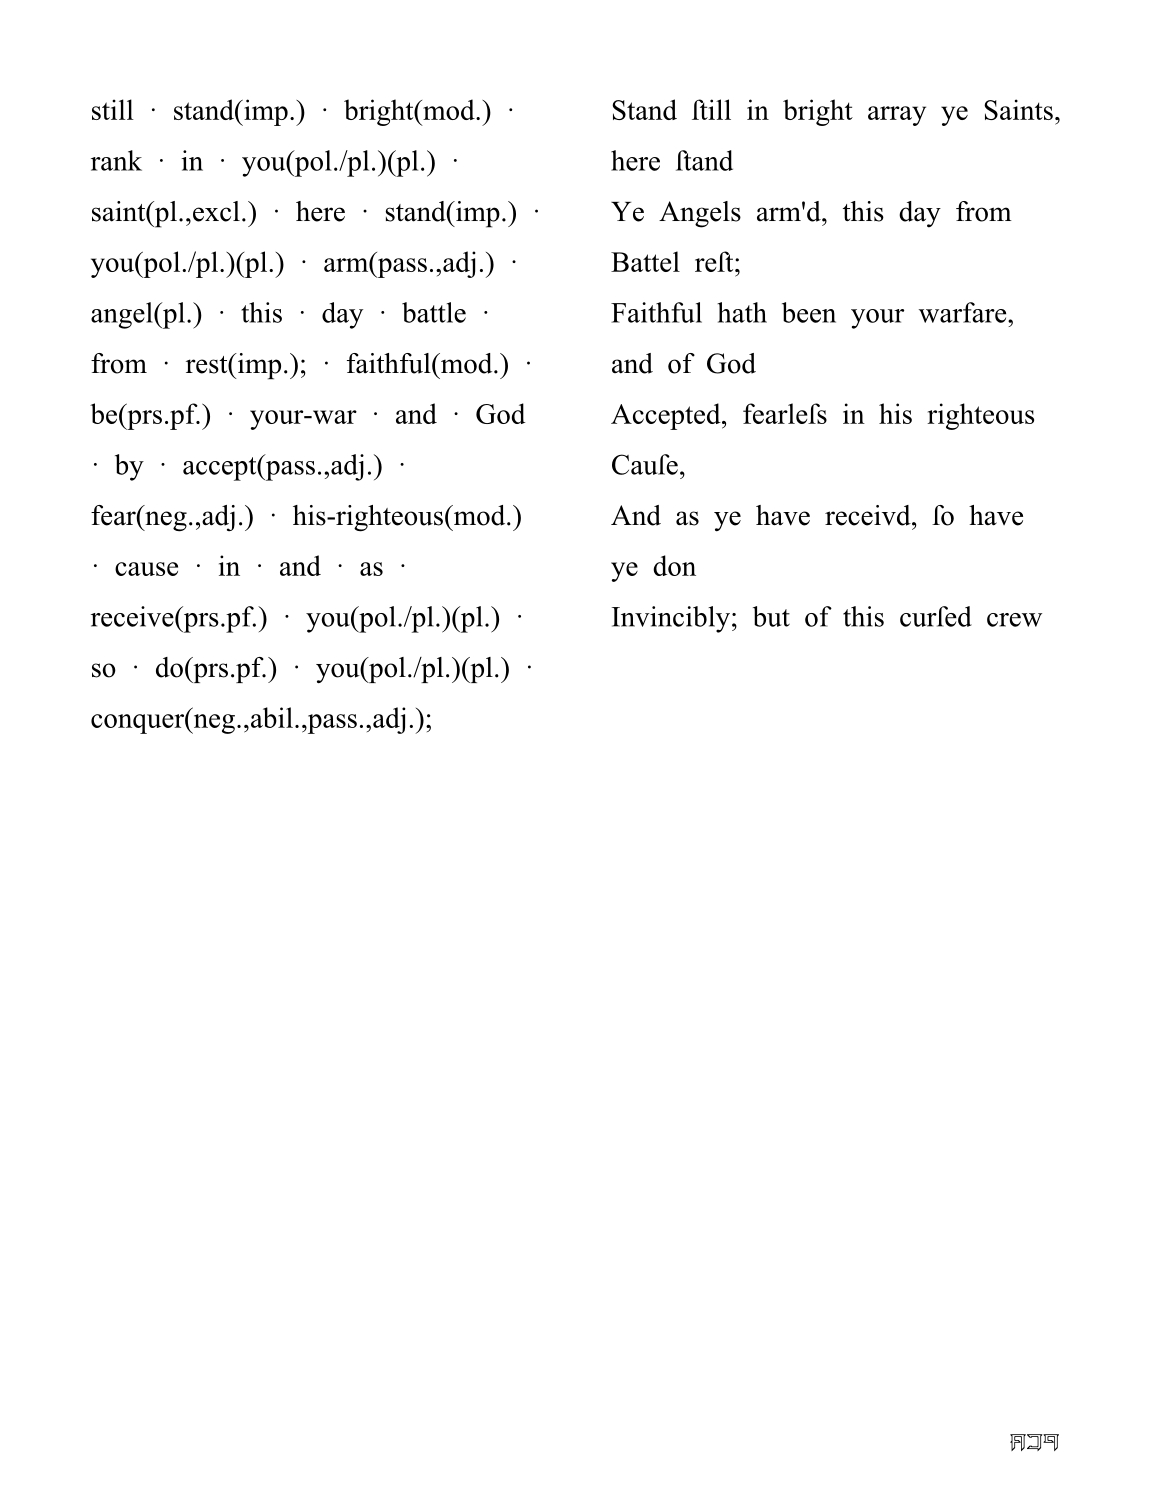 still · stand(imp.) · bright(mod.) ·
rank · in · you(pol./pl.)(pl.) ·
saint(pl.,excl.) · here · stand(imp.) ·
you(pol./pl.)(pl.) · arm(pass.,adj.) ·
angel(pl.) · this · day · battle ·
from · rest(imp.); · faithful(mod.) ·
be(prs.pf.) · your-war · and · God
· by · accept(pass.,adj.) ·
fear(neg.,adj.) · his-righteous(mod.)
· cause · in · and · as ·
receive(prs.pf.) · you(pol./pl.)(pl.) ·
so · do(prs.pf.) · you(pol./pl.)(pl.) ·
conquer(neg.,abil.,pass.,adj.);
Stand ſtill in bright array ye Saints,
here ſtand
Ye Angels arm'd, this day from
Battel reſt;
Faithful hath been your warfare,
and of God
Accepted, fearleſs in his righteous
Cauſe,
And as ye have receivd, ſo have
ye don
Invincibly; but of this curſed crew